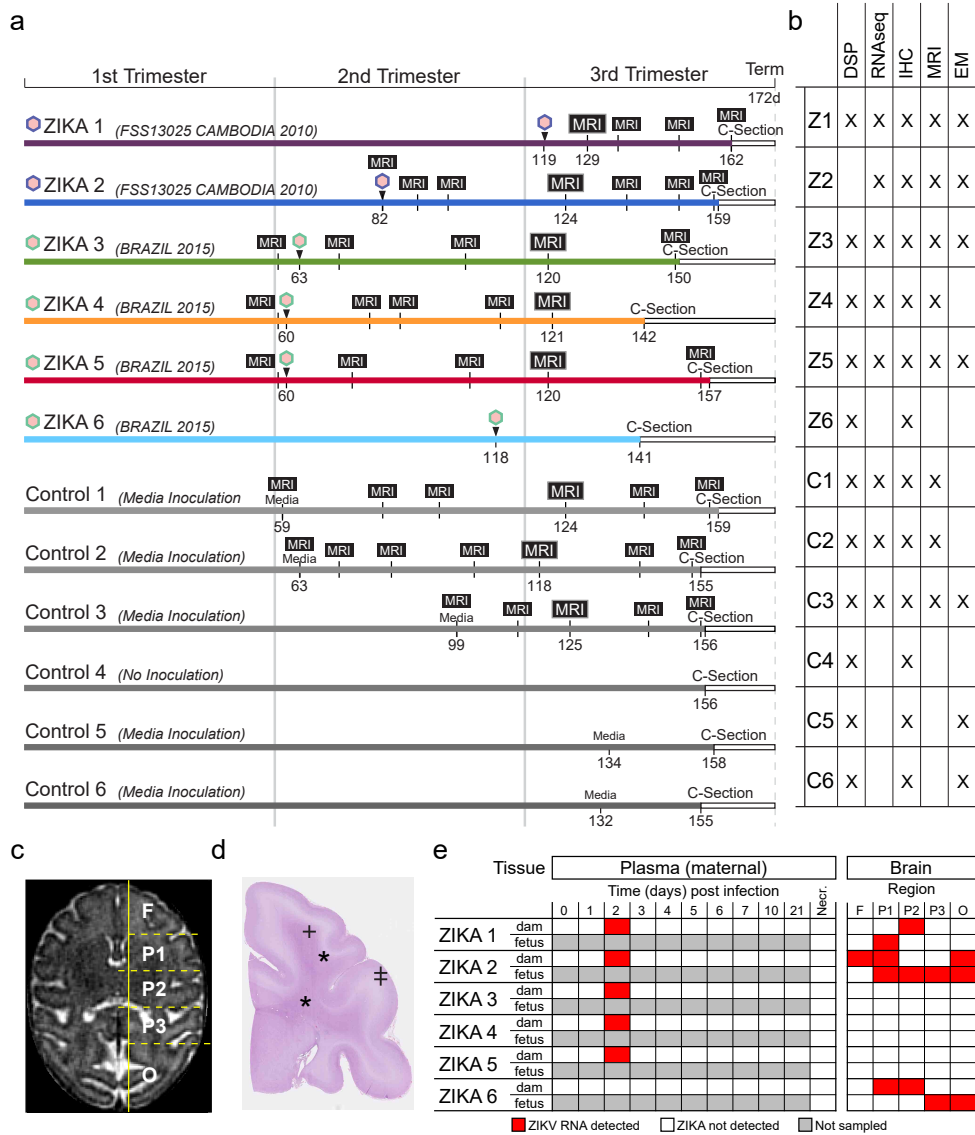 a
1st Trimester 2nd Trimester 3rd Trimester Term
172d
ZIKA 1 (FSS13025 CAMBODIA 2010) MRI MRI MRI MRI C-Section
119 129 162
ZIKA 2 (FSS13025 CAMBODIA 2010) MRI MRI MRI MRI MRI MRI MRI C-Section
82 124 159
ZIKA 3 (BRAZIL 2015) MRI MRI MRI MRI MRI C-Section
63 120 150
ZIKA 4 (BRAZIL 2015) MRI MRI MRI MRI MRI C-Section
60 121 142
ZIKA 5 (BRAZIL 2015) MRI MRI MRI MRI MRI C-Section
60 120 157
ZIKA 6 (BRAZIL 2015) C-Section
118 141
Control 1 (Media Inoculation MRI Media MRI MRI MRI MRI MRI C-Section
59 124 159
Control 2 (Media Inoculation) MRI Media MRI MRI MRI MRI MRI MRI C-Section
63 118 155
Control 3 (Media Inoculation) MRI Media MRI MRI MRI MRI C-Section
99 125 156
Control 4 (No Inoculation) C-Section
156
Control 5 (Media Inoculation) Media C-Section
134 158
Control 6 (Media Inoculation) Media C-Section
132 155
b
DSP RNAseq IHC MRI EM
Z1 X X X X X
Z2 X X X X
Z3 X X X X X
Z4 X X X X
Z5 X X X X X
Z6 X X
C1 X X X X
C2 X X X X
C3 X X X X X
C4 X X
C5 X X X
C6 X X X
c
F
P1
P2
P3
O
d
+
*
‡
*
e
Tissue Plasma (maternal) Brain
Time (days) post infection Necr. Region
0 1 2 3 4 5 6 7 10 21 F P1 P2 P3 O
ZIKA 1 dam
fetus
ZIKA 2 dam
fetus
ZIKA 3 dam
fetus
ZIKA 4 dam
fetus
ZIKA 5 dam
fetus
ZIKA 6 dam
fetus
ZIKV RNA detected ZIKA not detected Not sampled